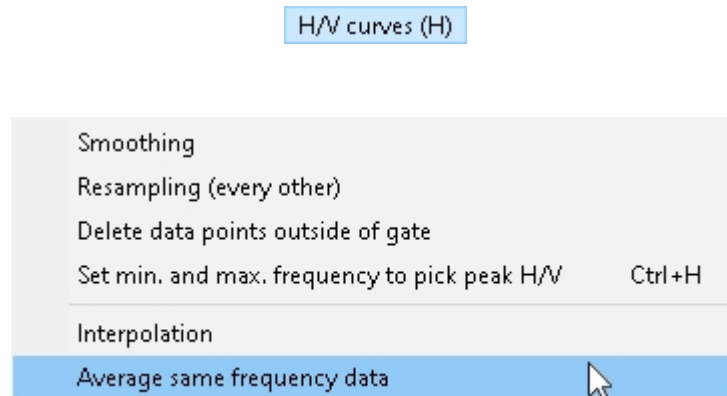 H/V curves (H)
Smoothing
Resampling (every other)
Delete data points outside of gate
Set min. and max. frequency to pick peak H/V Ctrl+H
Interpolation
Average same frequency data